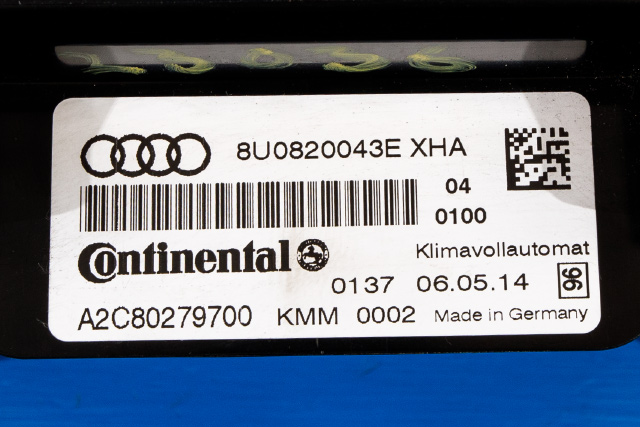 8U0820043E XHA
04
0100
Continental
Klimavollautomat
0137 06.05.14
96
A2C80279700 KMM 0002 Made in Germany